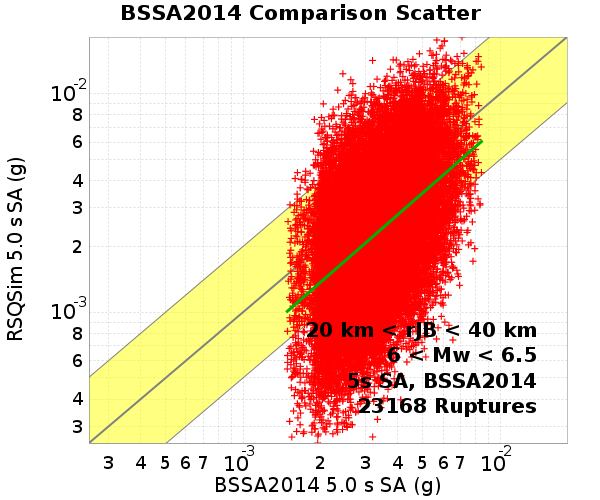 BSSA2014 Comparison Scatter
RSQSim 5.0 s SA (g)
10-2
8
6
4
3
2
10-3
8
6
4
3
20 km < rJB < 40 km
6 < Mw < 6.5
5s SA, BSSA2014
23168 Ruptures
3 4 5 6 7 10-3 2 3 4 5 6 7 10-2
BSSA2014 5.0 s SA (g)